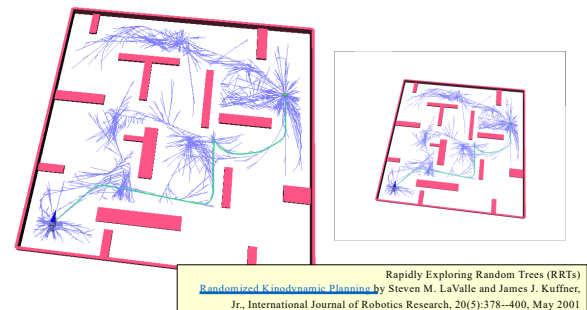 Rapidly Exploring Random Trees (RRTs)
Randomized Kinodynamic Planning by Steven M. LaValle and James J. Kuffner,
Jr., International Journal of Robotics Research, 20(5):378--400, May 2001